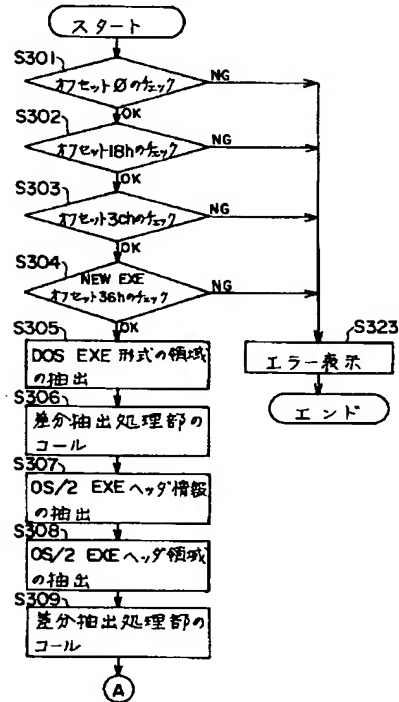 スタート
S301
オフセット0のチェック
NG
OK
S302
オフセット18hのチェック
NG
OK
S303
オフセット3chのチェック
NG
OK
S304
NEW EXE
オフセット36hのチェック
NG
OK
S305
DOS EXE 形式の領域
の抽出
S323
エラー表示
エンド
S306
差分抽出処理部の
コール
S307
OS/2 EXE ヘッダ情報
の抽出
S308
OS/2 EXE ヘッダ領域
の抽出
S309
差分抽出処理部の
コール
A